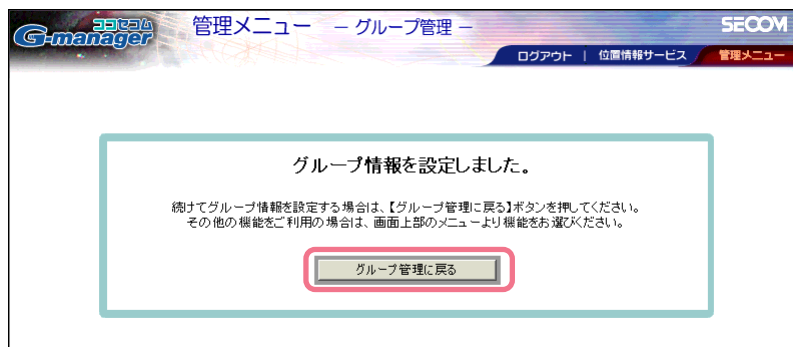 ココセコム
G-manager
管理メニュー － グループ管理 －
SECOM
ログアウト | 位置情報サービス 管理メニュー
グループ情報を設定しました。
続けてグループ情報を設定する場合は、【グループ管理に戻る】ボタンを押してください。
その他の機能をご利用の場合は、画面上部のメニューより機能をお選びください。
グループ管理に戻る